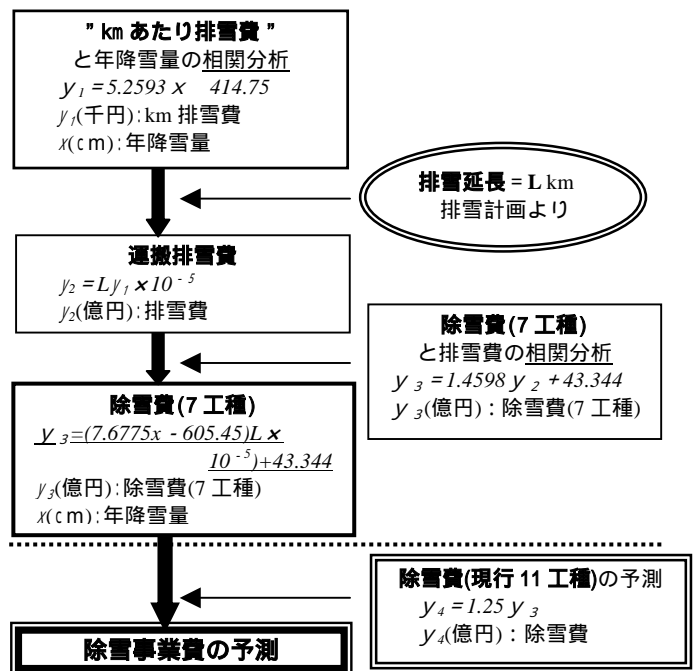 ”km あたり排雪費”
と年降雪量の相関分析
y1=5.2593x 414.75
y1(千円):km 排雪費
x(cm):年降雪量
排雪延長=L km
排雪計画より
運搬排雪費
y2=Ly1×10-5
y2(億円):排雪費
除雪費(7工種)
と排雪費の相関分析
y3=1.4598y2+43.344
y3(億円):除雪費(7工種)
除雪費(7工種)
y3=(7.6775x - 605.45)L×
10-5)+43.344
y3(億円):除雪費(7工種)
x(cm):年降雪量
除雪費(現行11工種)の予測
y4=1.25y3
y4(億円):除雪費
除雪事業費の予測